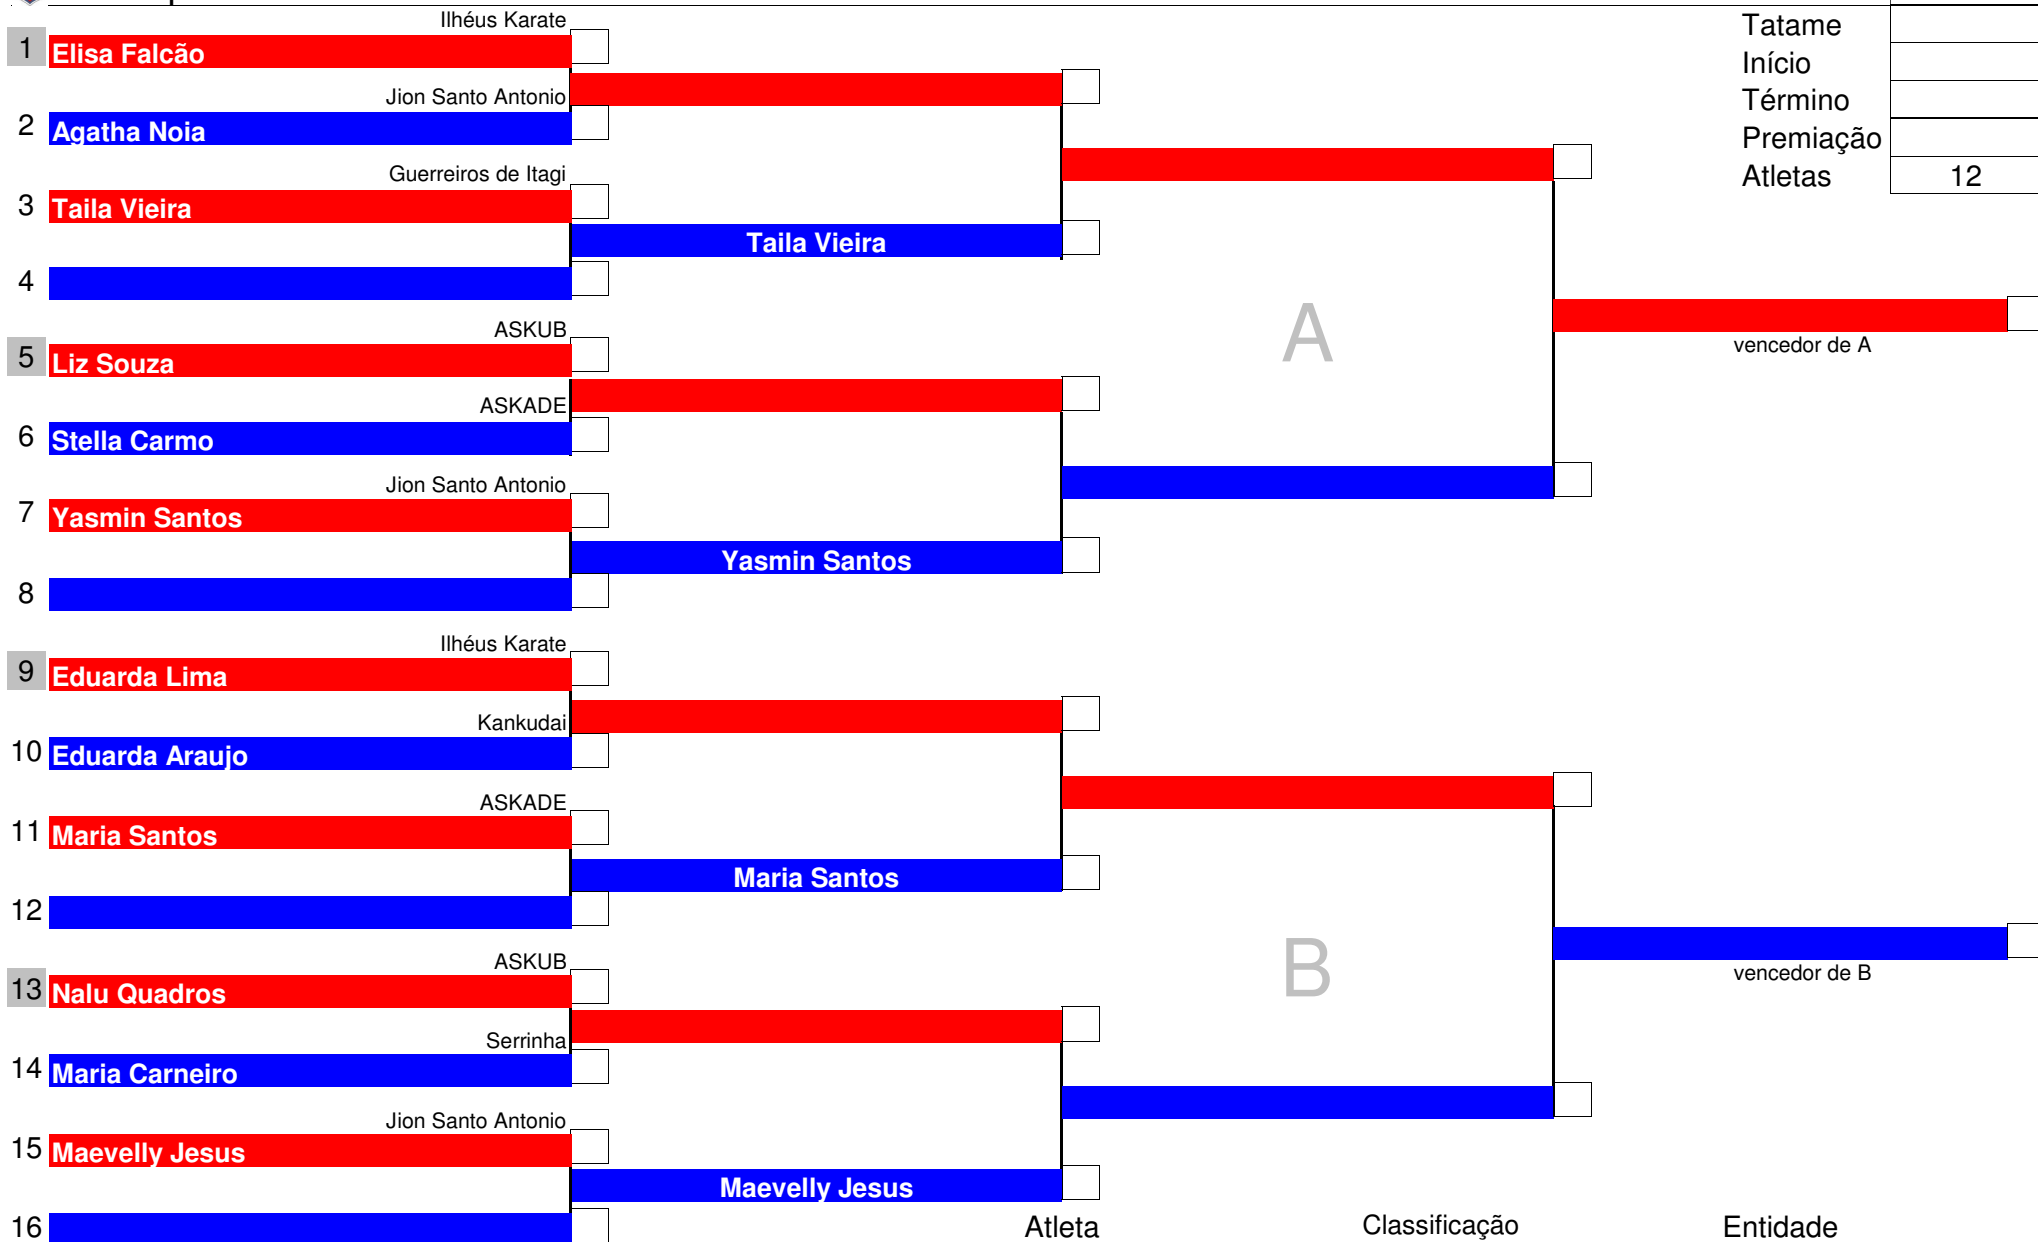 Ilhéus Karate
1 Elisa Falcão
Tatame
Início
Jion Santo Antonio
Término
2 Agatha Noia
Premiação
Guerreiros de Itagi
Atletas 12
3 Taila Vieira
Taila Vieira
4
ASKUB
5 Liz Souza
A
vencedor de A
ASKADE
6 Stella Carmo
Jion Santo Antonio
7 Yasmin Santos
Yasmin Santos
8
Ilhéus Karate
9 Eduarda Lima
Kankudai
10 Eduarda Araujo
ASKADE
11 Maria Santos
Maria Santos
12
ASKUB
13 Nalu Quadros
B
vencedor de B
Serrinha
14 Maria Carneiro
Jion Santo Antonio
15 Maevelly Jesus
Maevelly Jesus
16
Atleta Classificação Entidade